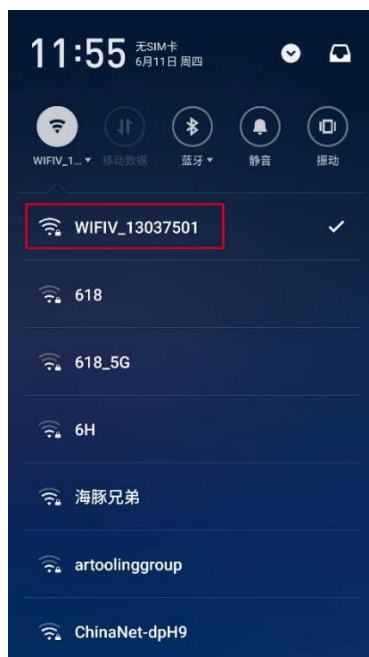 11:55 无SIM卡
6月11日 周四
WIFIV_1... 移动数据 蓝牙 静音 振动
WIFIV_13037501
618
618_5G
6H
海豚兄弟
artoolinggroup
ChinaNet-dpH9